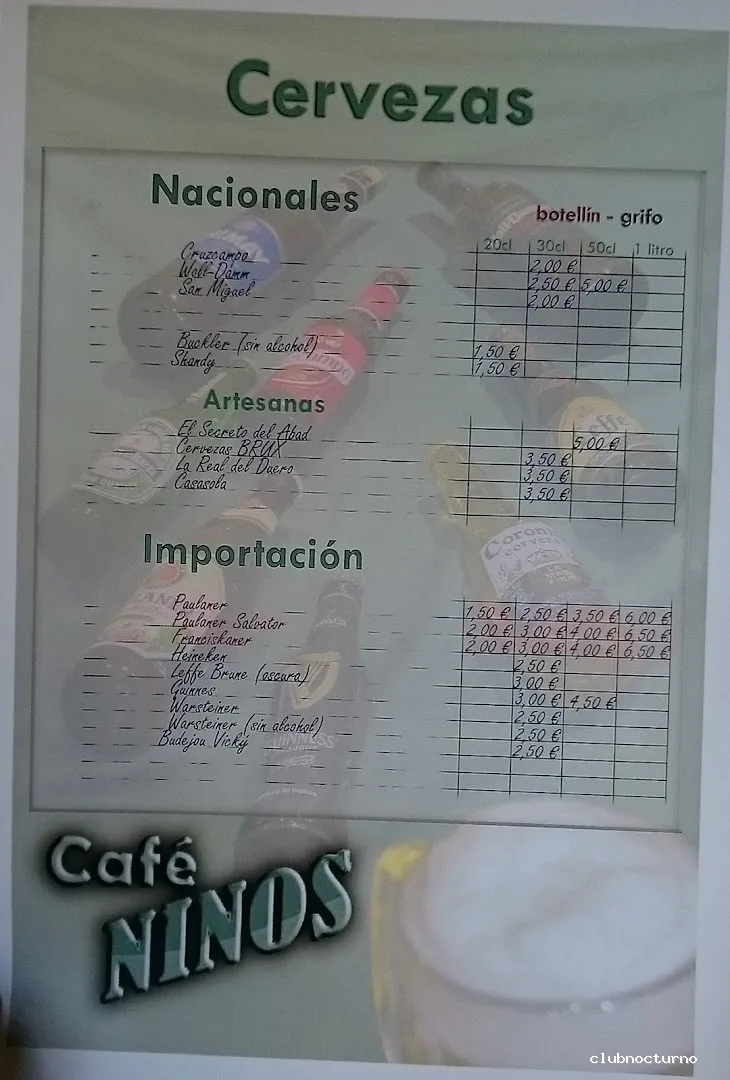 Cervezas
Nacionales
botellín - grifo
20cl 30cl 50cl 1 litro
Cruzcampo 2,00 €
Woll-Damm 2,50 € 5,00 €
San Miguel 2,00 €
Buckler (sin alcohol) 1,50 €
Shandy 1,50 €
Artesanas
El Secreto del Abad 5,00 €
Cervezas BRUX 3,50 €
La Real del Duero 3,50 €
Casasola 3,50 €
Importación
Paulaner 1,50 € 2,50 € 3,50 € 6,00 €
Paulaner Salvator 2,00 € 3,00 € 4,00 € 6,50 €
Franciskaner 2,00 € 3,00 € 4,00 € 6,50 €
Heineken 2,50 €
Leffe Brune (oscura) 3,00 €
Guinnes 3,00 € 4,50 €
Warsteiner 2,50 €
Warsteiner (sin alcohol) 2,50 €
Budejou Vický 2,50 €
Café
NINOS
clubnocturno